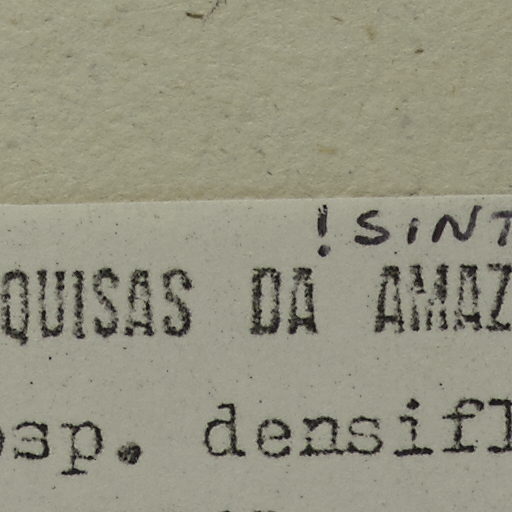 ! SINT
QUISAS DA AMAZ
sp. densifl